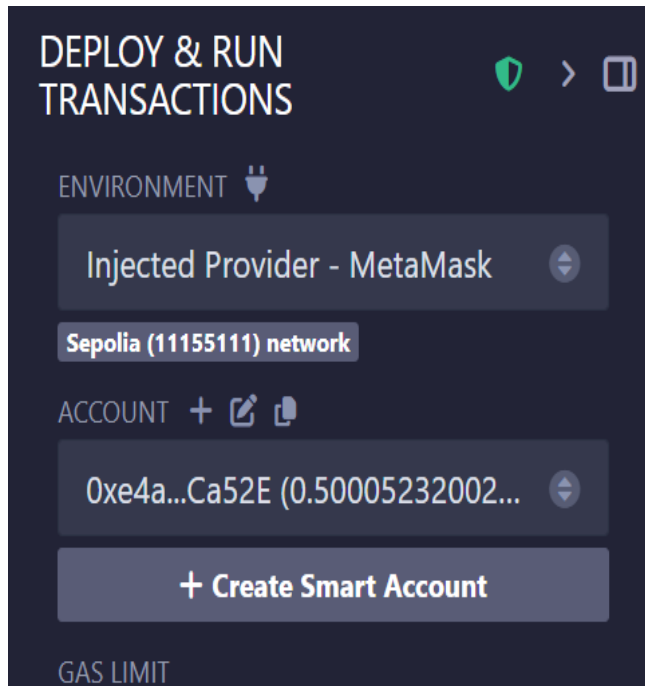 DEPLOY & RUN
TRANSACTIONS
ENVIRONMENT
Injected Provider - MetaMask
Sepolia (11155111) network
ACCOUNT
0xe4a...Ca52E (0.50005232002...
+ Create Smart Account
GAS LIMIT